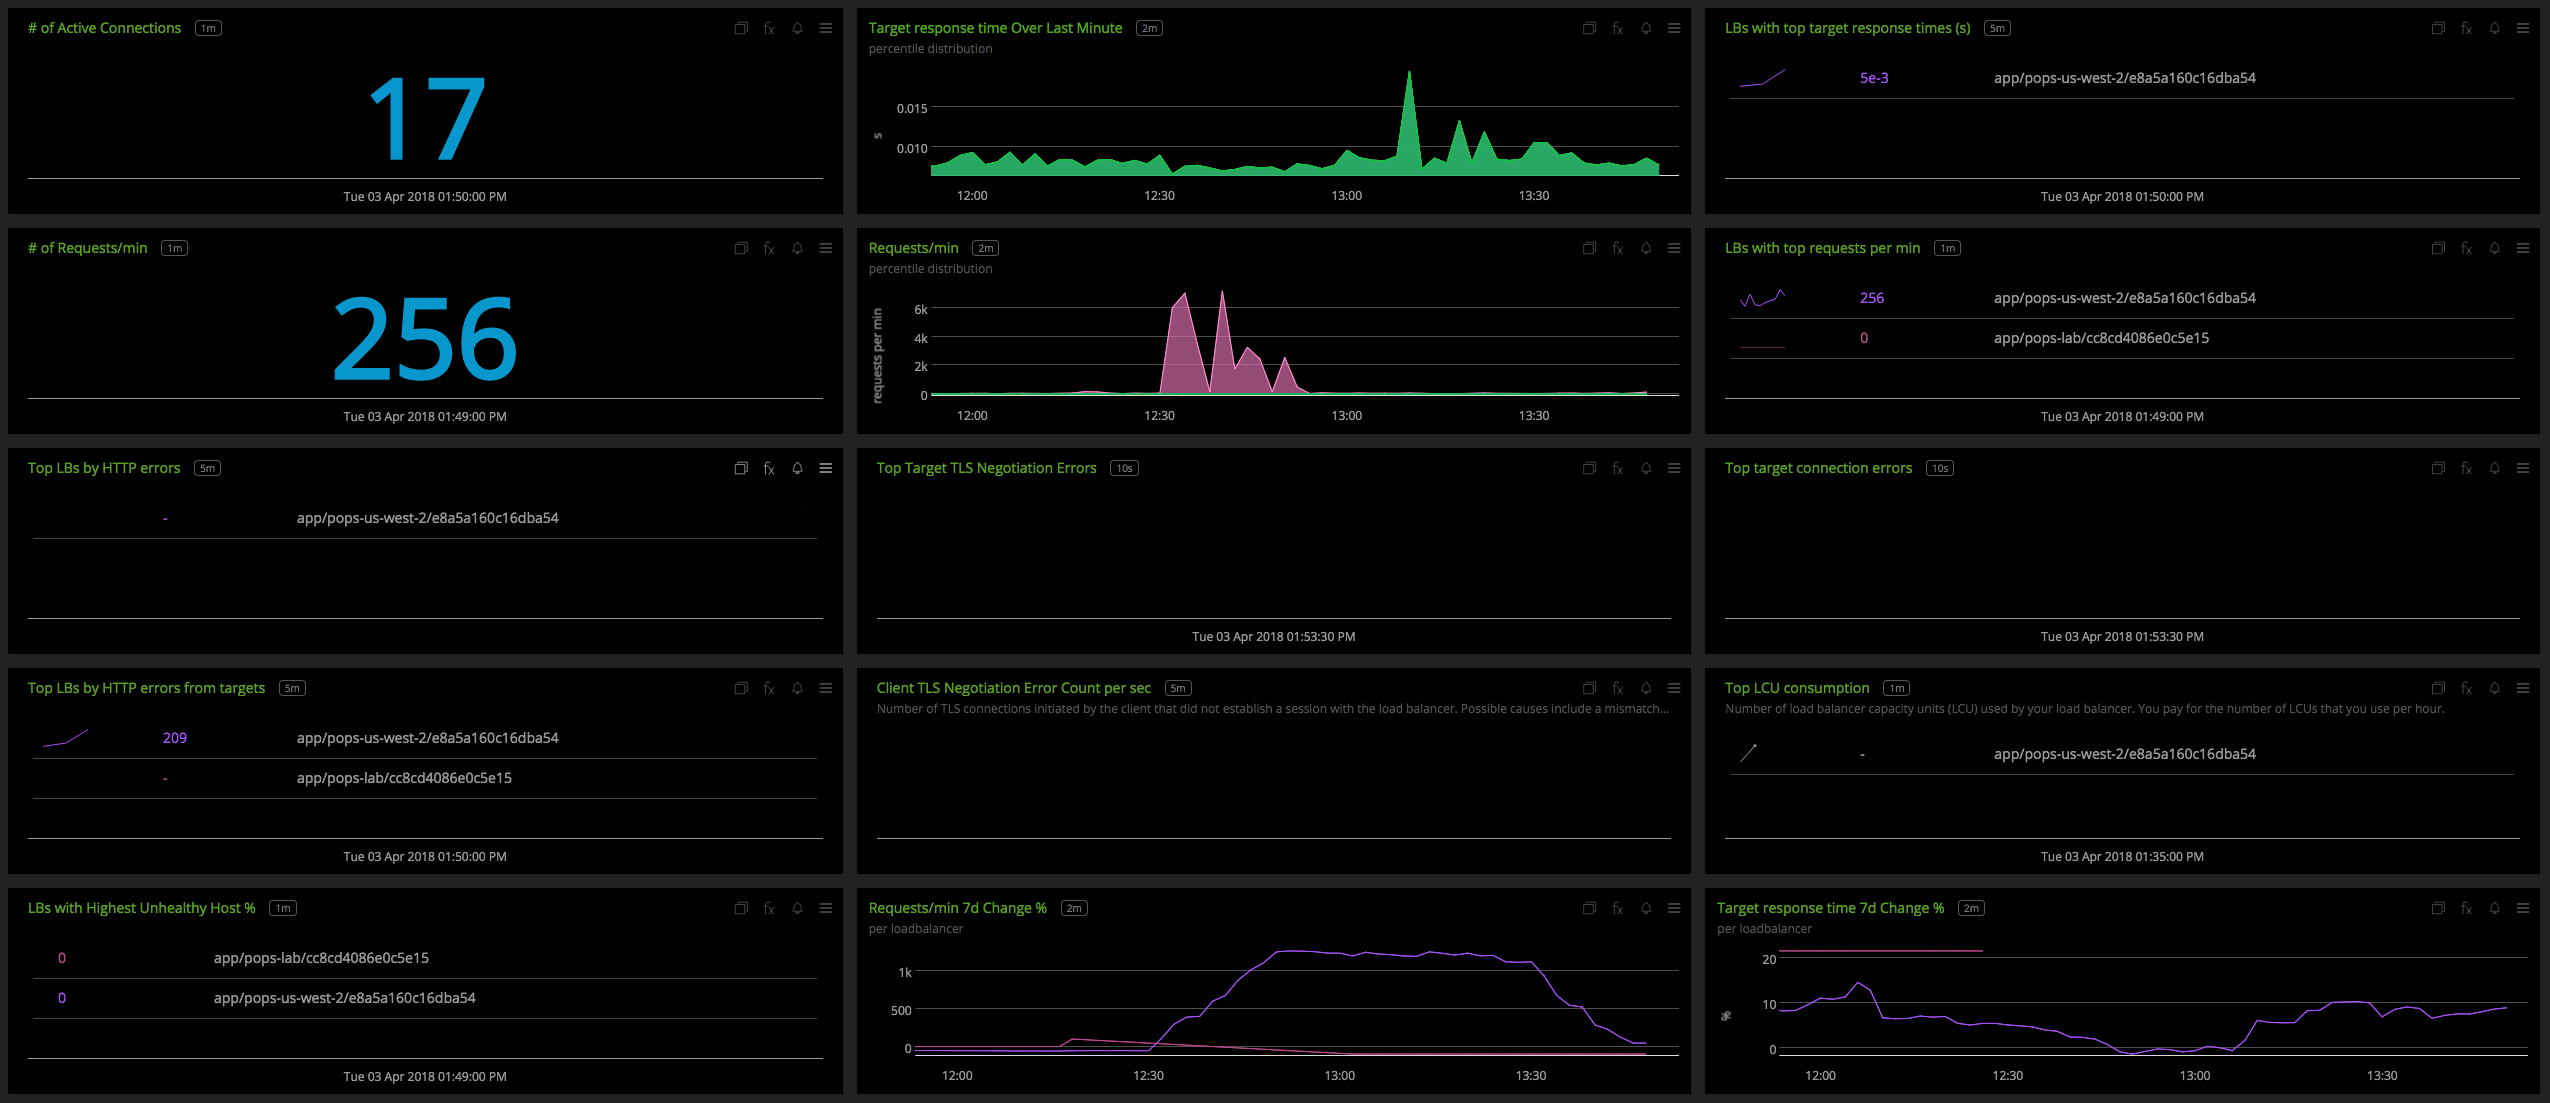 # of Active Connections 1m
17
Tue 03 Apr 2018 01:50:00 PM
Target response time Over Last Minute 2m
percentile distribution
s
0.015
0.010
12:00 12:30 13:00 13:30
LBs with top target response times (s) 5m
5e-3 app/pops-us-west-2/e8a5a160c16dba54
Tue 03 Apr 2018 01:50:00 PM
# of Requests/min 1m
256
Tue 03 Apr 2018 01:49:00 PM
Requests/min 2m
percentile distribution
requests per min
6k
4k
2k
0
12:00 12:30 13:00 13:30
LBs with top requests per min 1m
256 app/pops-us-west-2/e8a5a160c16dba54
0 app/pops-lab/cc8cd4086e0c5e15
Tue 03 Apr 2018 01:49:00 PM
Top LBs by HTTP errors 5m
- app/pops-us-west-2/e8a5a160c16dba54
Top Target TLS Negotiation Errors 10s
Tue 03 Apr 2018 01:53:30 PM
Top target connection errors 10s
Tue 03 Apr 2018 01:53:30 PM
Top LBs by HTTP errors from targets 5m
209 app/pops-us-west-2/e8a5a160c16dba54
- app/pops-lab/cc8cd4086e0c5e15
Tue 03 Apr 2018 01:50:00 PM
Client TLS Negotiation Error Count per sec 5m
Number of TLS connections initiated by the client that did not establish a session with the load balancer. Possible causes include a mismatch...
Top LCU consumption 1m
Number of load balancer capacity units (LCU) used by your load balancer. You pay for the number of LCUs that you use per hour.
- app/pops-us-west-2/e8a5a160c16dba54
Tue 03 Apr 2018 01:35:00 PM
LBs with Highest Unhealthy Host % 1m
0 app/pops-lab/cc8cd4086e0c5e15
0 app/pops-us-west-2/e8a5a160c16dba54
Tue 03 Apr 2018 01:49:00 PM
Requests/min 7d Change % 2m
per loadbalancer
1k
500
0
12:00 12:30 13:00 13:30
Target response time 7d Change % 2m
per loadbalancer
%
20
10
0
12:00 12:30 13:00 13:30